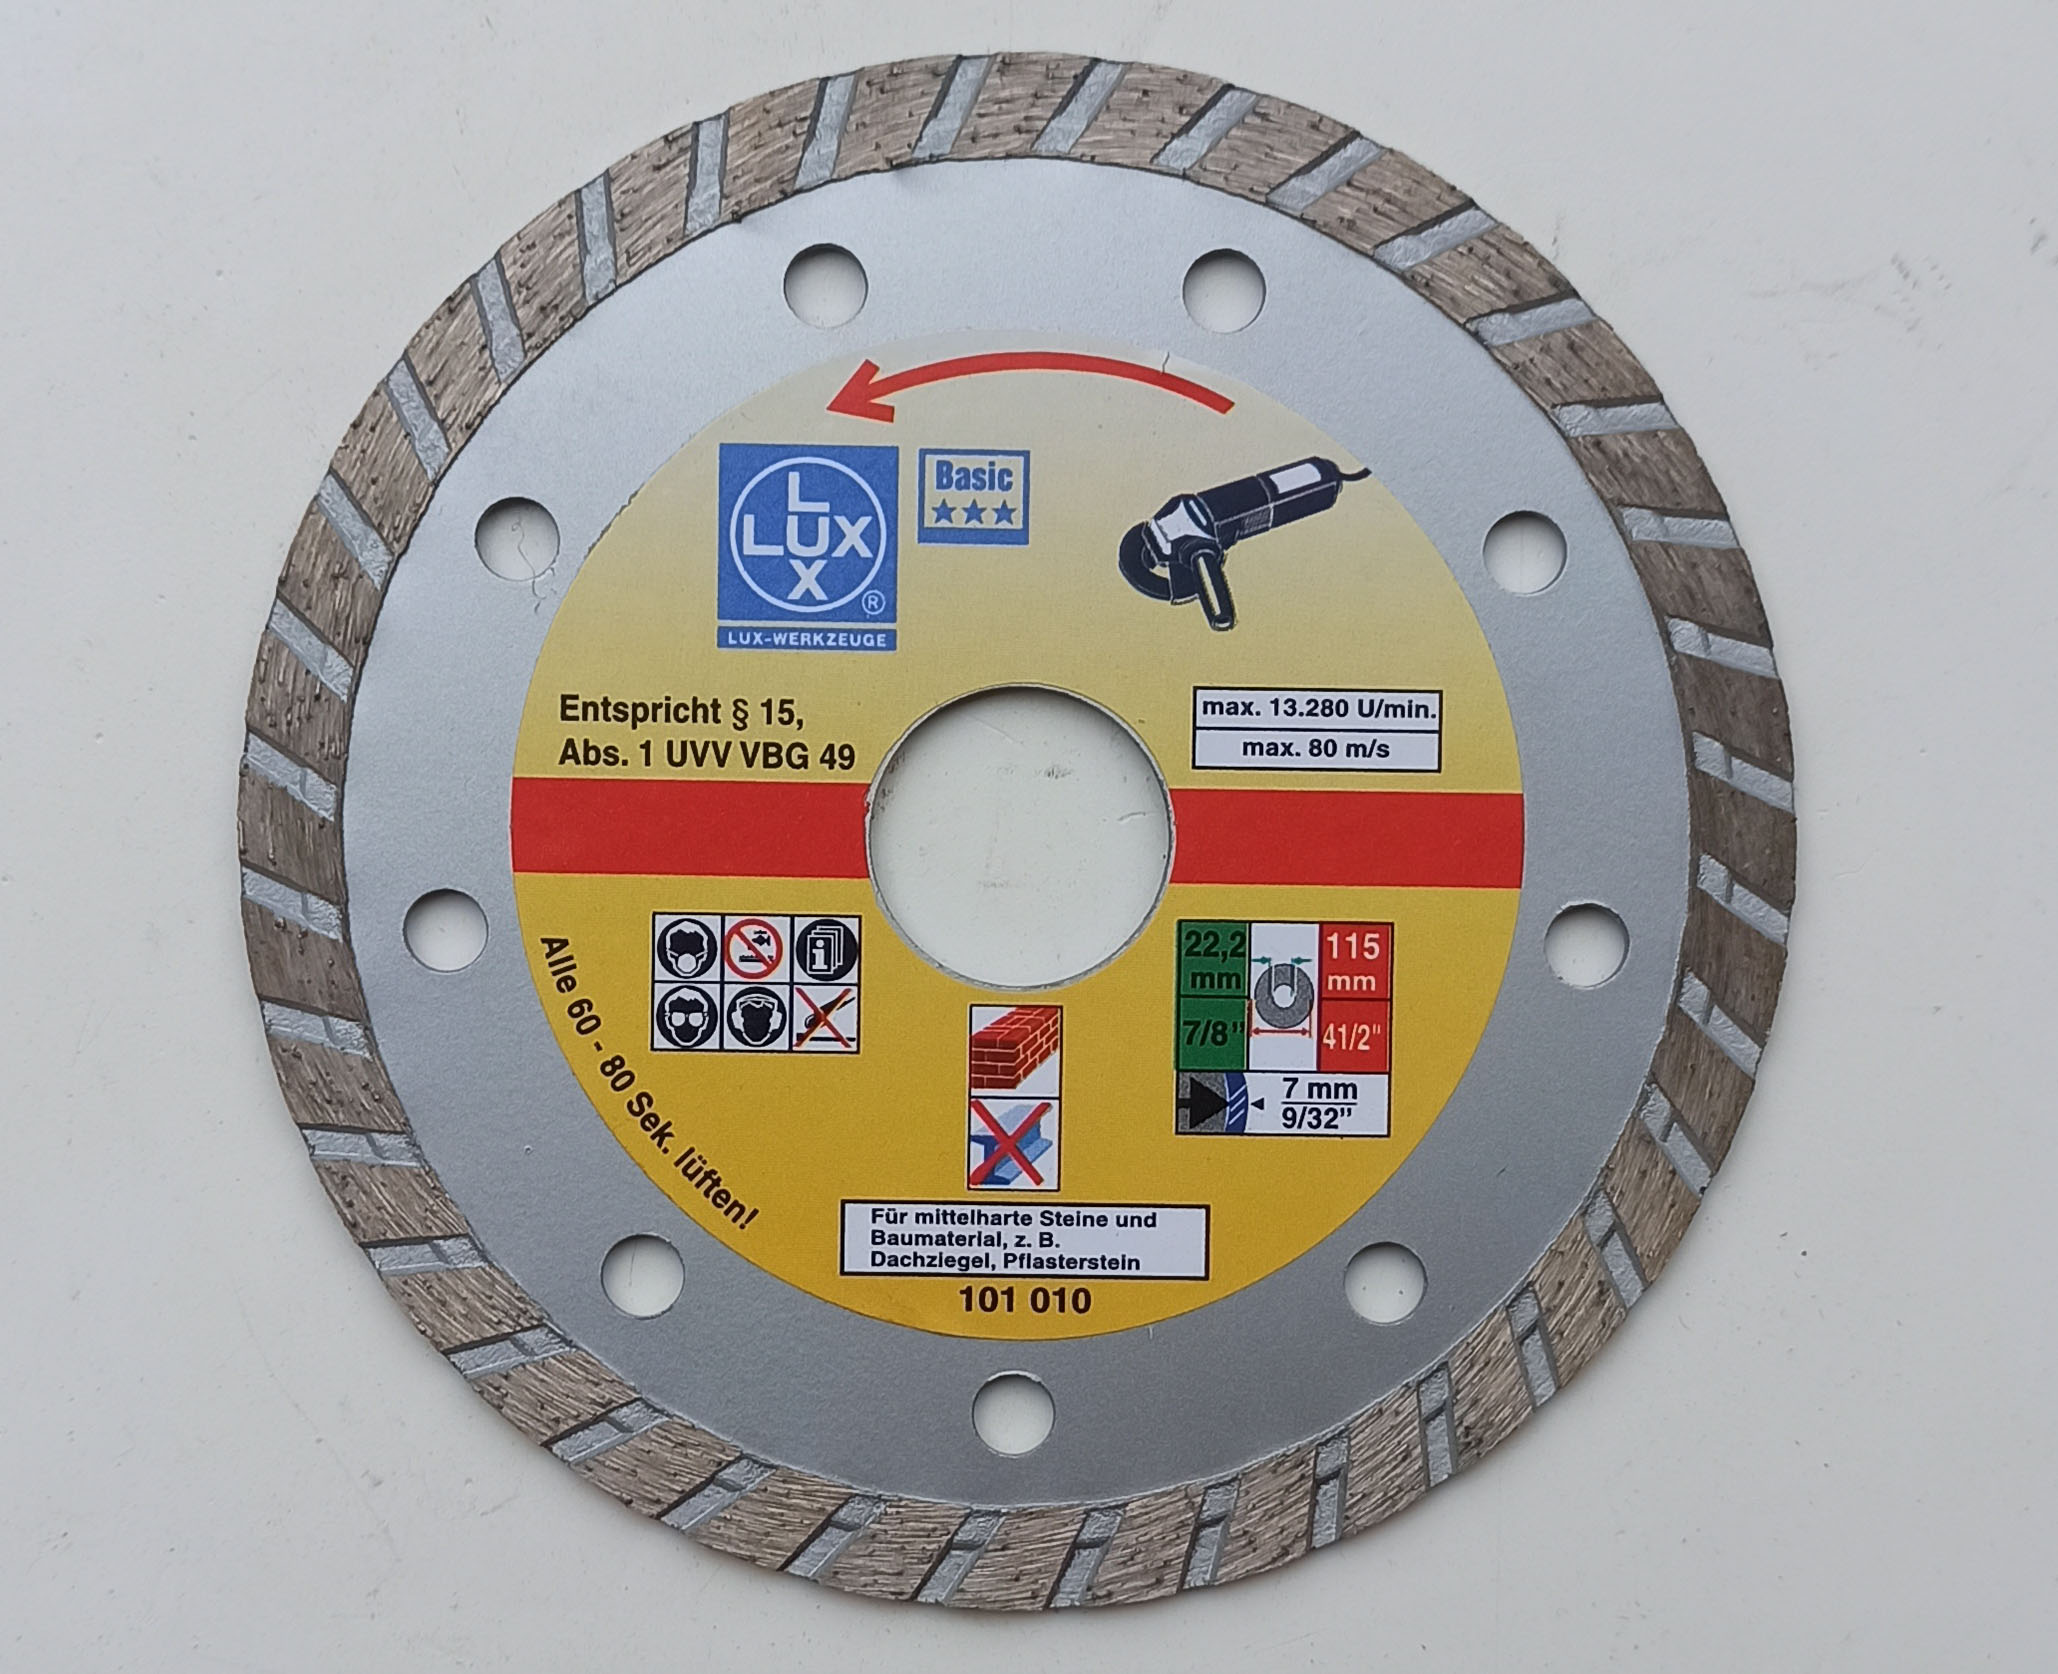 L
LUX
X
®
LUX-WERKZEUGE
Basic
Entspricht § 15,
Abs. 1 UVV VBG 49
max. 13.280 U/min.
max. 80 m/s
22,2
mm
7/8"
115
mm
41/2"
7 mm
9/32"
Alle 60 - 80 Sek. lüften!
Für mittelharte Steine und
Baumaterial, z. B.
Dachziegel, Pflasterstein
101 010